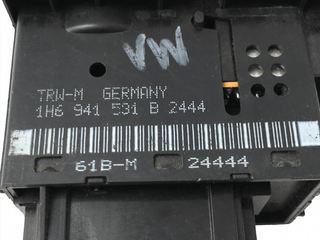 VW
TRW-M GERMANY
1H6 941 531 B 2444
61B-M 24444